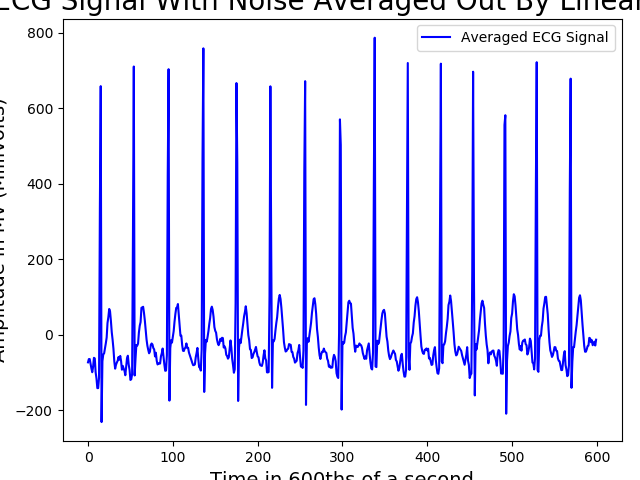 ECG Signal With Noise Averaged Out By Linear
Averaged ECG Signal
Amplitude in MV (Millivolts)
800
600
400
200
0
−200
0 100 200 300 400 500 600
Time in 600ths of a second